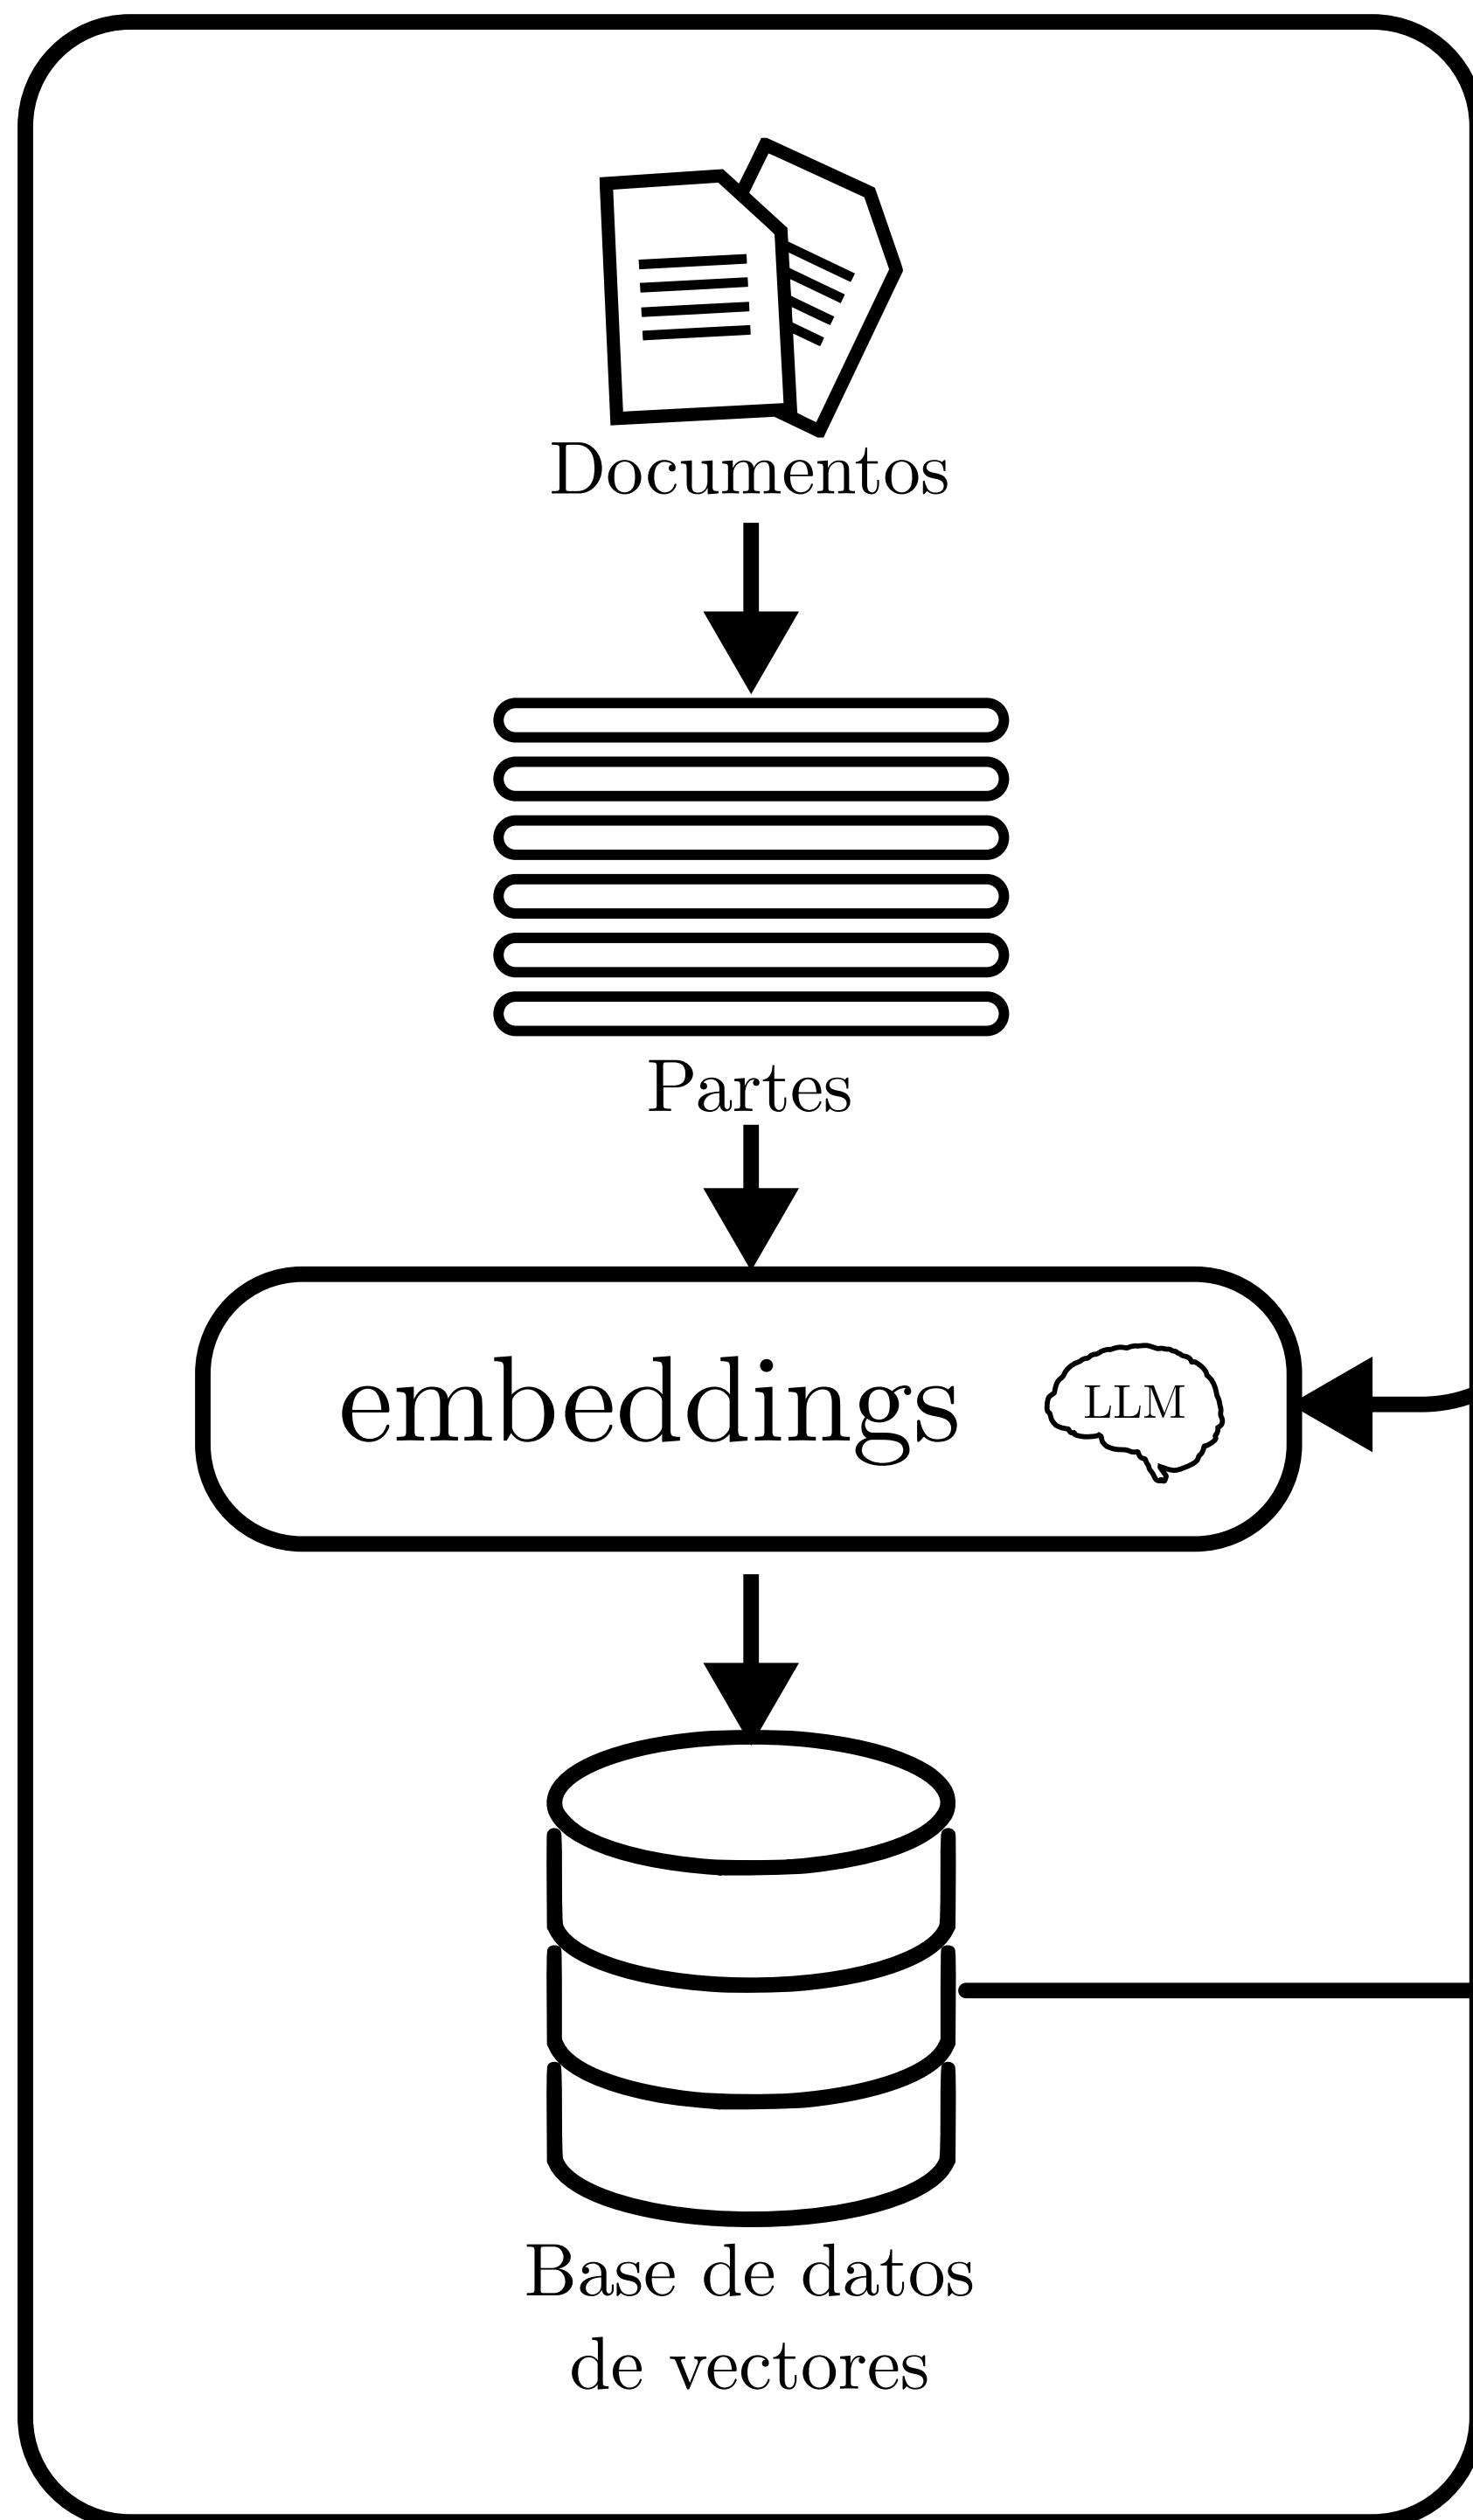 Documentos
Partes
embeddings
LLM
Base de datos
de vectores